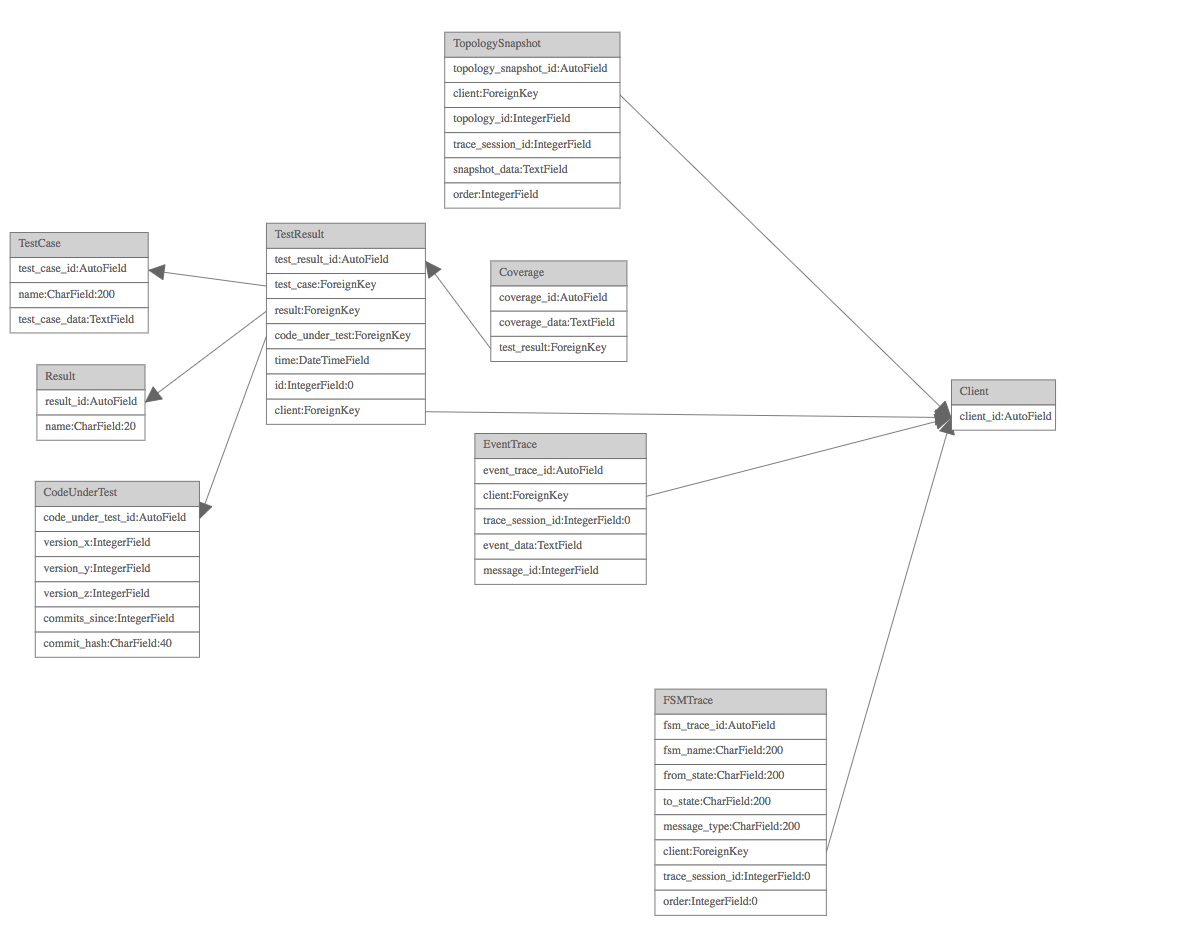 TopologySnapshot
topology_snapshot_id:AutoField
client:ForeignKey
topology_id:IntegerField
trace_session_id:IntegerField
snapshot_data:TextField
order:IntegerField
TestCase
test_case_id:AutoField
name:CharField:200
test_case_data:TextField
TestResult
test_result_id:AutoField
test_case:ForeignKey
result:ForeignKey
code_under_test:ForeignKey
time:DateTimeField
id:IntegerField:0
client:ForeignKey
Coverage
coverage_id:AutoField
coverage_data:TextField
test_result:ForeignKey
Result
result_id:AutoField
name:CharField:20
Client
client_id:AutoField
EventTrace
event_trace_id:AutoField
client:ForeignKey
trace_session_id:IntegerField:0
event_data:TextField
message_id:IntegerField
CodeUnderTest
code_under_test_id:AutoField
version_x:IntegerField
version_y:IntegerField
version_z:IntegerField
commits_since:IntegerField
commit_hash:CharField:40
FSMTrace
fsm_trace_id:AutoField
fsm_name:CharField:200
from_state:CharField:200
to_state:CharField:200
message_type:CharField:200
client:ForeignKey
trace_session_id:IntegerField:0
order:IntegerField:0